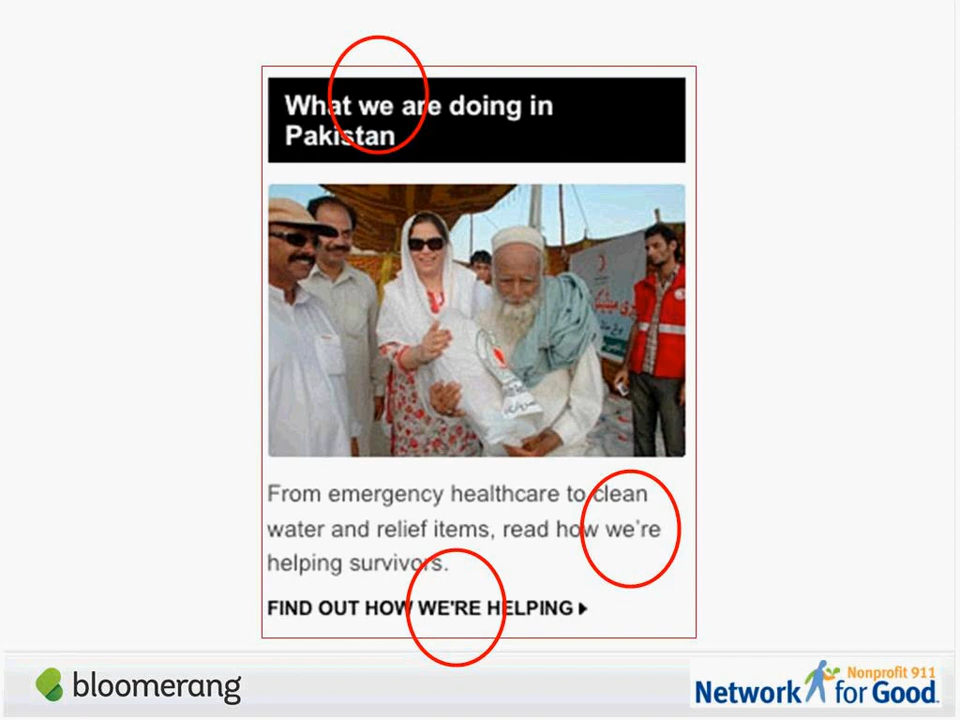 What we are doing in
Pakistan
From emergency healthcare to clean
water and relief items, read how we're
helping survivors.
FIND OUT HOW WE'RE HELPING
bloomerang
Nonprofit 911
Network for Good